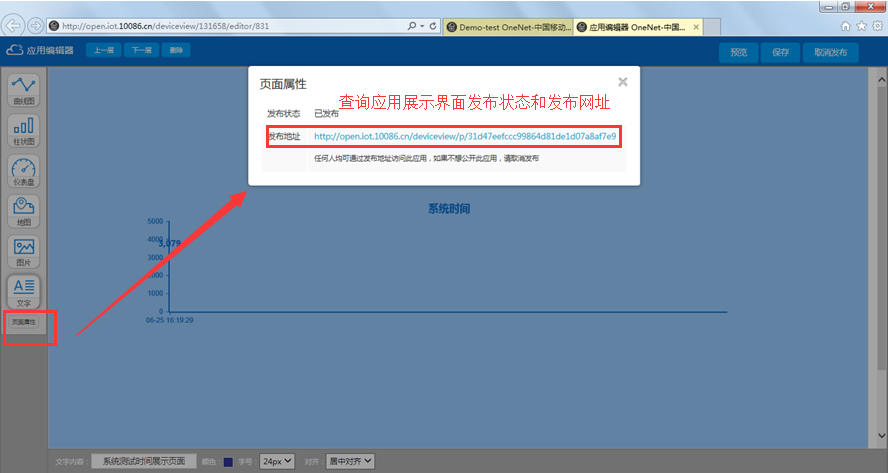 http://open.iot.10086.cn/deviceview/131658/editor/831
Demo-test OneNet-中国移动...
应用编辑器 OneNet-中国...
应用编辑器
上一层
下一层
删除
预览
保存
取消发布
曲线图
柱状图
仪表盘
地图
图片
文字
页面属性
页面属性
查询应用展示界面发布状态和发布网址
发布状态 已发布
发布地址 http://open.iot.10086.cn/deviceview/p/31d47eefccc99864d81de1d07a8af7e9
任何人均可通过发布地址访问此应用，如果不想公开此应用，请取消发布
系统时间
5000
4000
3,079
3000
2000
1000
0
06-25 16:19:29
文字内容： 系统测试时间展示页面 颜色： 字号： 24px 对齐： 居中对齐